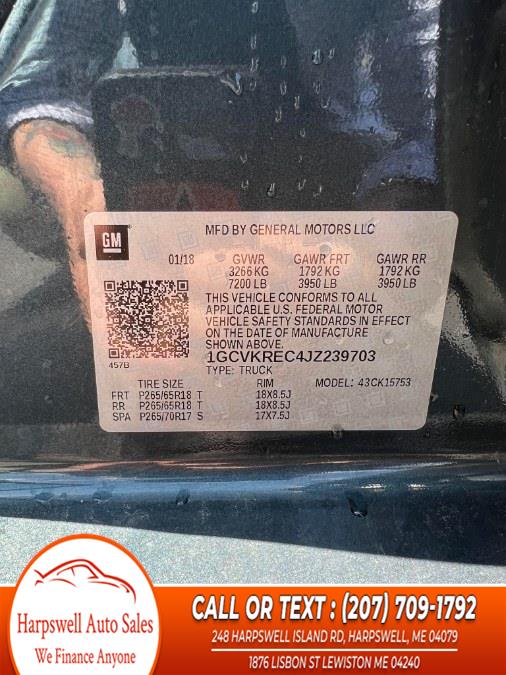 GM
MFD BY GENERAL MOTORS LLC
01/18 GVWR GAWR FRT GAWR RR
3266 KG 1792 KG 1792 KG
7200 LB 3950 LB 3950 LB
THIS VEHICLE CONFORMS TO ALL
APPLICABLE U.S. FEDERAL MOTOR
VEHICLE SAFETY STANDARDS IN EFFECT
ON THE DATE OF MANUFACTURE
SHOWN ABOVE.
457B
1GCVKREC4JZ239703
TYPE: TRUCK MODEL: 43CK15753
TIRE SIZE RIM
FRT P265/65R18 T 18X8.5J
RR P265/65R18 T 18X8.5J
SPA P265/70R17 S 17X7.5J
Harpswell Auto Sales
We Finance Anyone
CALL OR TEXT : (207) 709-1792
248 HARPSWELL ISLAND RD, HARPSWELL, ME 04079
1876 LISBON ST LEWISTON ME 04240